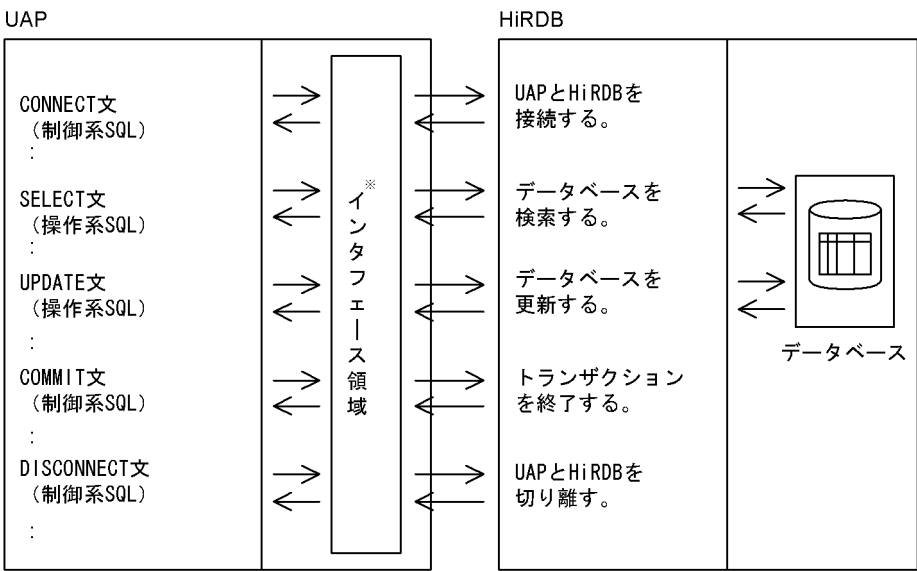 UAP
CONNECT文
（制御系SQL）
:
SELECT文
（操作系SQL）
:
UPDATE文
（操作系SQL）
:
COMMIT文
（制御系SQL）
:
DISCONNECT文
（制御系SQL）
:
インタフェース領域※
HiRDB
UAPとHiRDBを
接続する。
データベースを
検索する。
データベースを
更新する。
トランザクション
を終了する。
UAPとHiRDBを
切り離す。
データベース